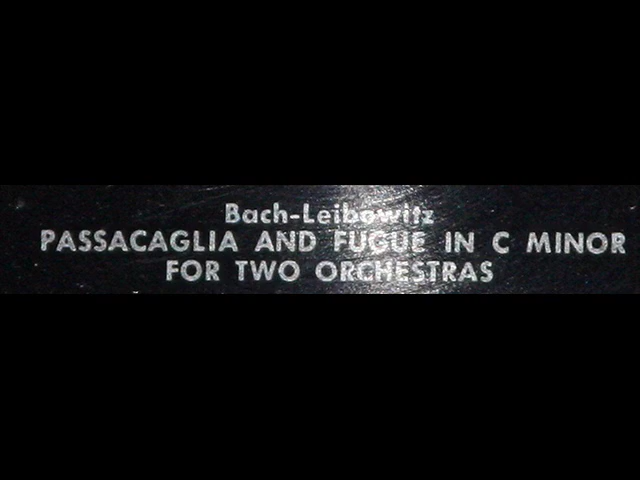 Bach-Leibowitz
PASSACAGLIA AND FUGUE IN C MINOR
FOR TWO ORCHESTRAS